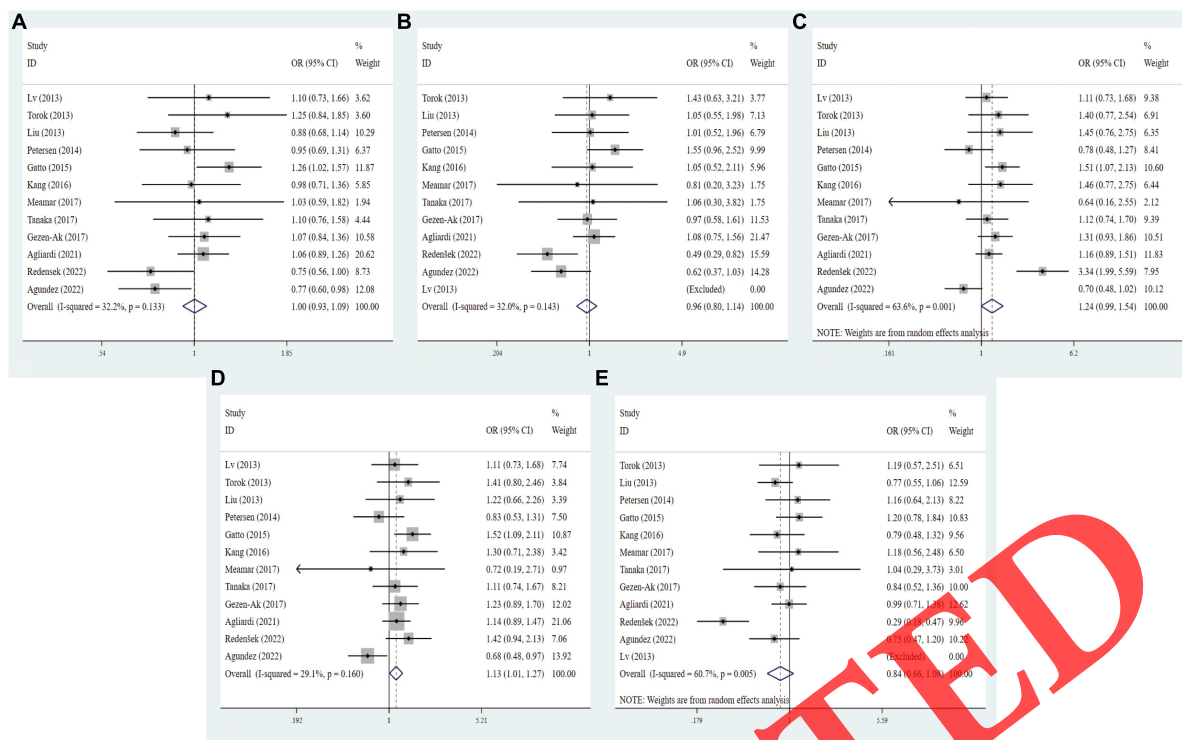 A
Study %
ID OR (95% CI) Weight
Lv (2013) 1.10 (0.73, 1.66) 3.62
Torok (2013) 1.25 (0.84, 1.85) 3.60
Liu (2013) 0.88 (0.68, 1.14) 10.29
Petersen (2014) 0.95 (0.69, 1.31) 6.37
Gatto (2015) 1.26 (1.02, 1.57) 11.87
Kang (2016) 0.98 (0.71, 1.36) 5.85
Meamar (2017) 1.03 (0.59, 1.82) 1.94
Tanaka (2017) 1.10 (0.76, 1.58) 4.44
Gezen-Ak (2017) 1.07 (0.84, 1.36) 10.58
Agliardi (2021) 1.06 (0.89, 1.26) 20.62
Redensek (2022) 0.75 (0.56, 1.00) 8.73
Agundez (2022) 0.77 (0.60, 0.98) 12.08
Overall (I-squared = 32.2%, p = 0.133) 1.00 (0.93, 1.09) 100.00
.54 1 1.85
B
Study %
ID OR (95% CI) Weight
Torok (2013) 1.43 (0.63, 3.21) 3.77
Liu (2013) 1.05 (0.55, 1.98) 7.13
Petersen (2014) 1.01 (0.52, 1.96) 6.79
Gatto (2015) 1.55 (0.96, 2.52) 9.99
Kang (2016) 1.05 (0.52, 2.11) 5.96
Meamar (2017) 0.81 (0.20, 3.23) 1.75
Tanaka (2017) 1.06 (0.30, 3.82) 1.75
Gezen-Ak (2017) 0.97 (0.58, 1.61) 11.53
Agliardi (2021) 1.08 (0.75, 1.56) 21.47
Redenšek (2022) 0.49 (0.29, 0.82) 15.59
Agundez (2022) 0.62 (0.37, 1.03) 14.28
Lv (2013) (Excluded) 0.00
Overall (I-squared = 32.0%, p = 0.143) 0.96 (0.80, 1.14) 100.00
.204 1 4.9
C
Study %
ID OR (95% CI) Weight
Lv (2013) 1.11 (0.73, 1.68) 9.38
Torok (2013) 1.40 (0.77, 2.54) 6.91
Liu (2013) 1.45 (0.76, 2.75) 6.35
Petersen (2014) 0.78 (0.48, 1.27) 8.41
Gatto (2015) 1.51 (1.07, 2.13) 10.60
Kang (2016) 1.46 (0.77, 2.75) 6.44
Meamar (2017) 0.64 (0.16, 2.55) 2.12
Tanaka (2017) 1.12 (0.74, 1.70) 9.39
Gezen-Ak (2017) 1.31 (0.93, 1.86) 10.51
Agliardi (2021) 1.16 (0.89, 1.51) 11.83
Redenšek (2022) 3.34 (1.99, 5.59) 7.95
Agundez (2022) 0.70 (0.48, 1.02) 10.12
Overall (I-squared = 63.6%, p = 0.001) 1.24 (0.99, 1.54) 100.00
NOTE: Weights are from random effects analysis
.161 1 6.2
D
Study %
ID OR (95% CI) Weight
Lv (2013) 1.11 (0.73, 1.68) 7.74
Torok (2013) 1.41 (0.80, 2.46) 3.84
Liu (2013) 1.22 (0.66, 2.26) 3.39
Petersen (2014) 0.83 (0.53, 1.31) 7.50
Gatto (2015) 1.52 (1.09, 2.11) 10.87
Kang (2016) 1.30 (0.71, 2.38) 3.42
Meamar (2017) 0.72 (0.19, 2.71) 0.97
Tanaka (2017) 1.11 (0.74, 1.67) 8.21
Gezen-Ak (2017) 1.23 (0.89, 1.70) 12.02
Agliardi (2021) 1.14 (0.89, 1.47) 21.06
Redenšek (2022) 1.42 (0.94, 2.13) 7.06
Agundez (2022) 0.68 (0.48, 0.97) 13.92
Overall (I-squared = 29.1%, p = 0.160) 1.13 (1.01, 1.27) 100.00
.192 1 5.21
E
Study %
ID OR (95% CI) Weight
Torok (2013) 1.19 (0.57, 2.51) 6.51
Liu (2013) 0.77 (0.55, 1.06) 12.59
Petersen (2014) 1.16 (0.64, 2.13) 8.22
Gatto (2015) 1.20 (0.78, 1.84) 10.83
Kang (2016) 0.79 (0.48, 1.32) 9.56
Meamar (2017) 1.18 (0.56, 2.48) 6.50
Tanaka (2017) 1.04 (0.29, 3.73) 3.01
Gezen-Ak (2017) 0.84 (0.52, 1.36) 10.00
Agliardi (2021) 0.99 (0.71, 1.38) 12.62
Redenšek (2022) 0.29 (0.18, 0.47) 9.96
Agundez (2022) 0.75 (0.47, 1.20) 10.22
Lv (2013) (Excluded) 0.00
Overall (I-squared = 60.7%, p = 0.005) 0.84 (0.66, 1.08) 100.00
NOTE: Weights are from random effects analysis
.179 1 5.59
TED